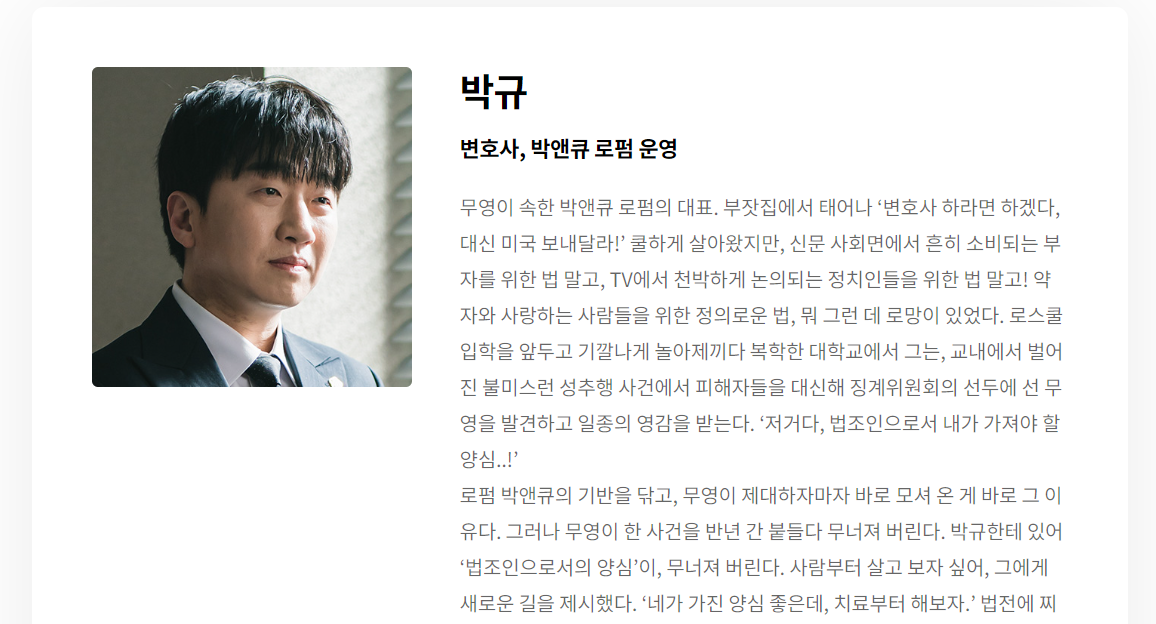 박규
변호사, 박앤큐 로펌 운영
무영이 속한 박앤큐 로펌의 대표. 부잣집에서 태어나 ‘변호사 하라면 하겠다,
대신 미국 보내달라!’ 쿨하게 살아왔지만, 신문 사회면에서 흔히 소비되는 부
자를 위한 법 말고, TV에서 천박하게 논의되는 정치인들을 위한 법 말고! 약
자와 사랑하는 사람들을 위한 정의로운 법, 뭐 그런 데 로망이 있었다. 로스쿨
입학을 앞두고 기깔나게 놀아제끼다 복학한 대학교에서 그는, 교내에서 벌어
진 불미스런 성추행 사건에서 피해자들을 대신해 징계위원회의 선두에 선 무
영을 발견하고 일종의 영감을 받는다. ‘저거다, 법조인으로서 내가 가져야 할
양심..!’
로펌 박앤큐의 기반을 닦고, 무영이 제대하자마자 바로 모셔 온 게 바로 그 이
유다. 그러나 무영이 한 사건을 반년 간 붙들다 무너져 버린다. 박규한테 있어
‘법조인으로서의 양심’이, 무너져 버린다. 사람부터 살고 보자 싶어, 그에게
새로운 길을 제시했다. ‘네가 가진 양심 좋은데, 치료부터 해보자.’ 법전에 찌